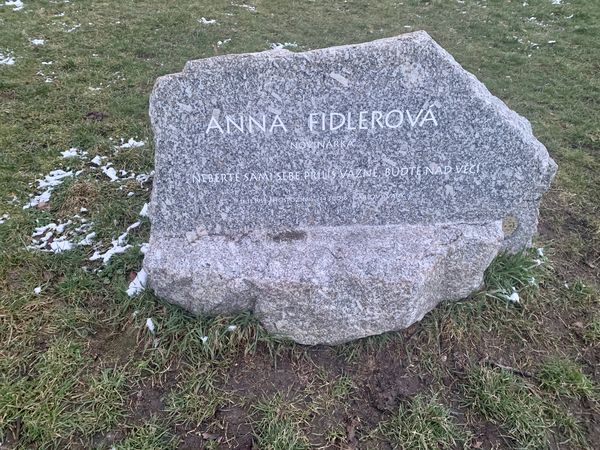 ANNA FIDLEROVÁ
NOVINÁŘKA
NEBERTE SAMI SEBE PŘÍLIŠ VÁŽNĚ, BUĎTE NAD VĚCÍ